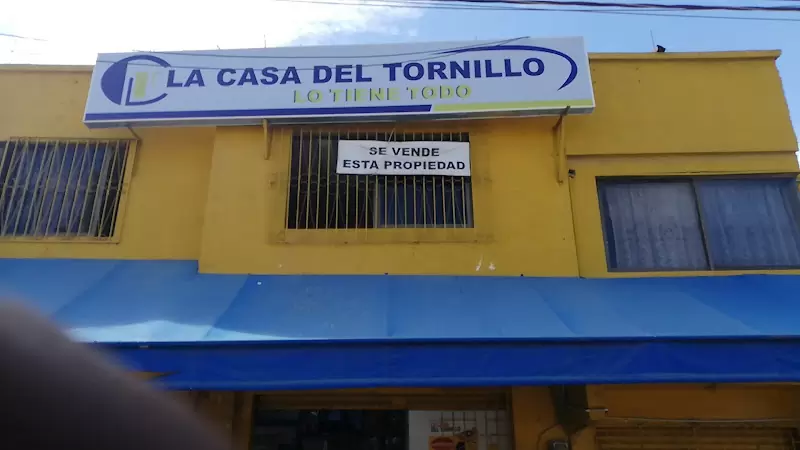 LA CASA DEL TORNILLO
LO TIENE TODO
SE VENDE
ESTA PROPIEDAD